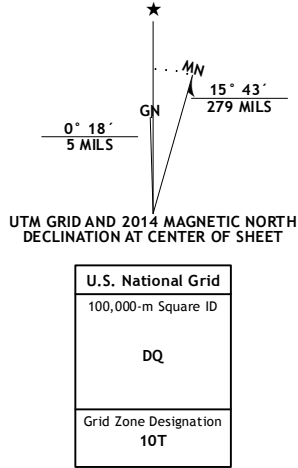 ★
MN
GN
15° 43´
279 MILS
0° 18´
5 MILS
UTM GRID AND 2014 MAGNETIC NORTH
DECLINATION AT CENTER OF SHEET
U.S. National Grid
100,000-m Square ID
DQ
Grid Zone Designation
10T